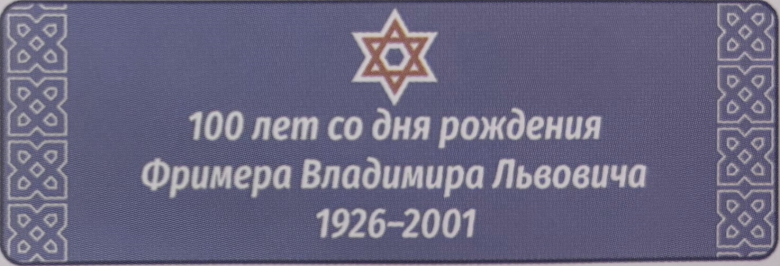 100 лет со дня рождения
Фримера Владимира Львовича
1926–2001